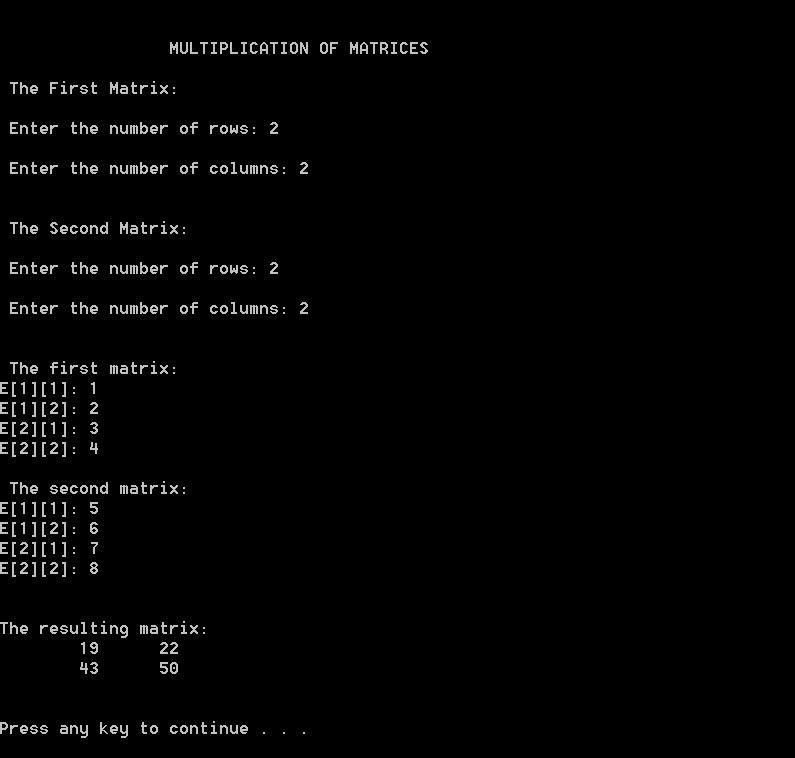 MULTIPLICATION OF MATRICES
The First Matrix:
Enter the number of rows: 2
Enter the number of columns: 2
The Second Matrix:
Enter the number of rows: 2
Enter the number of columns: 2
The first matrix:
E[1][1]: 1
E[1][2]: 2
E[2][1]: 3
E[2][2]: 4
The second matrix:
E[1][1]: 5
E[1][2]: 6
E[2][1]: 7
E[2][2]: 8
The resulting matrix:
19 22
43 50
Press any key to continue . . .